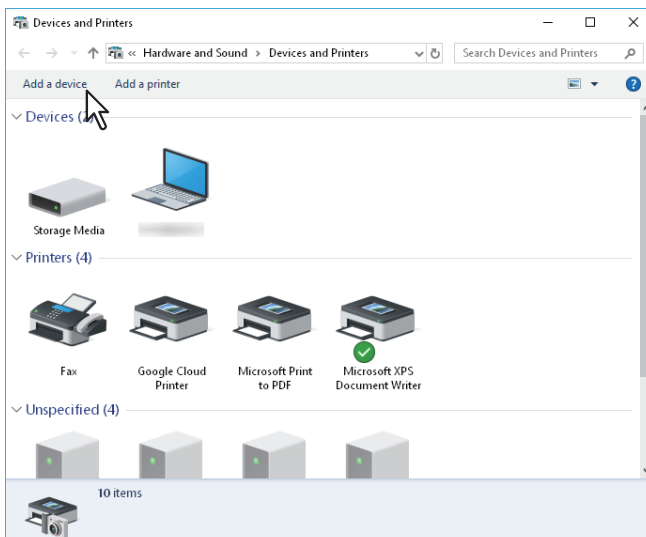 Devices and Printers
« Hardware and Sound › Devices and Printers
Search Devices and Printers
Add a device
Add a printer
Devices (2)
Storage Media
Printers (4)
Fax
Google Cloud
Printer
Microsoft Print
to PDF
Microsoft XPS
Document Writer
Unspecified (4)
10 items